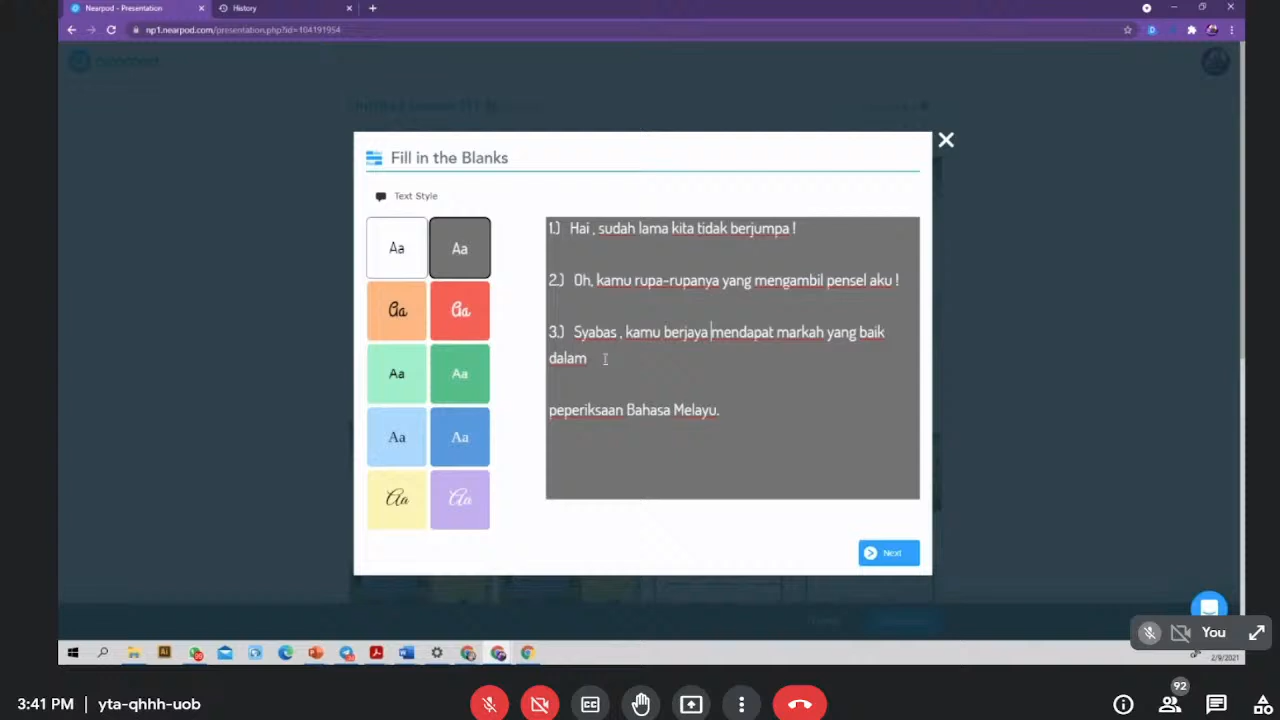 Nearpod - Presentation
History
np1.nearpod.com/presentation.php?id=104191954
Fill in the Blanks
Text Style
Aa Aa
Aa Aa
Aa Aa
Aa Aa
Aa Aa
1.) Hai , sudah lama kita tidak berjumpa !
2.) Oh, kamu rupa-rupanya yang mengambil pensel aku !
3.) Syabas , kamu berjaya mendapat markah yang baik
dalam
peperiksaan Bahasa Melayu.
Next
You
2/9/2021
3:41 PM | yta-qhhh-uob
92